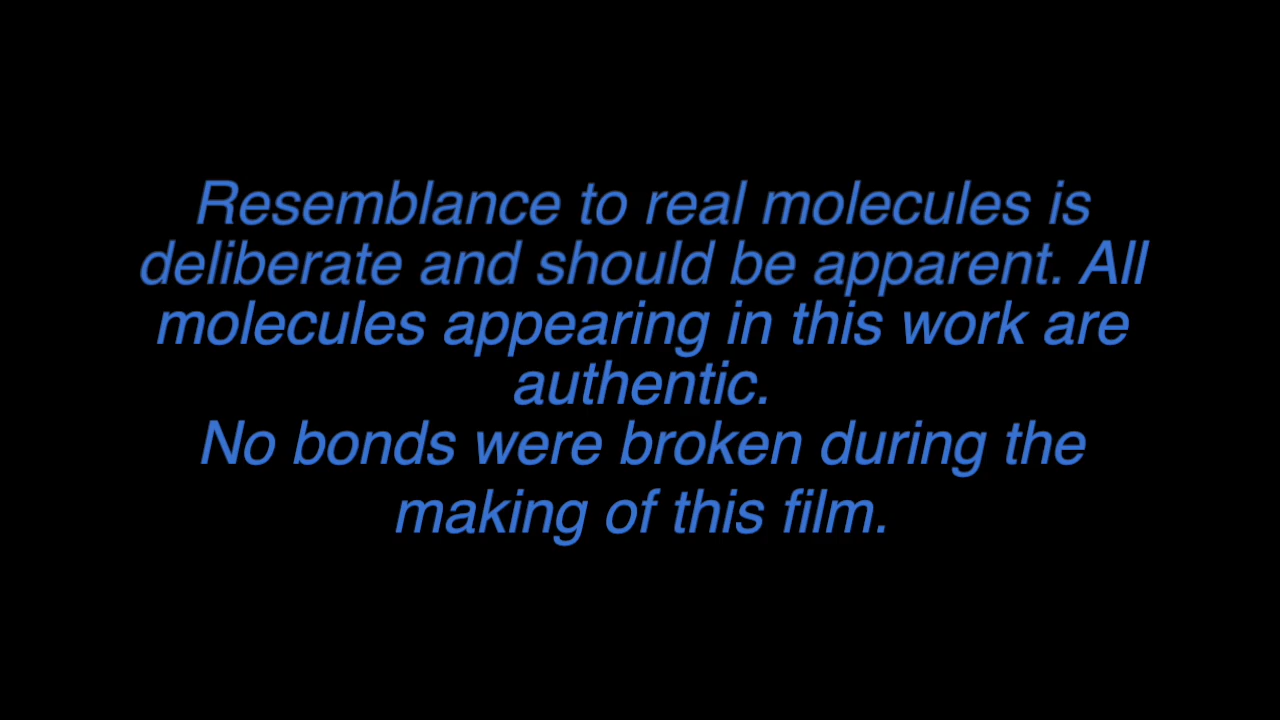 Resemblance to real molecules is
deliberate and should be apparent. All
molecules appearing in this work are
authentic.
No bonds were broken during the
making of this film.